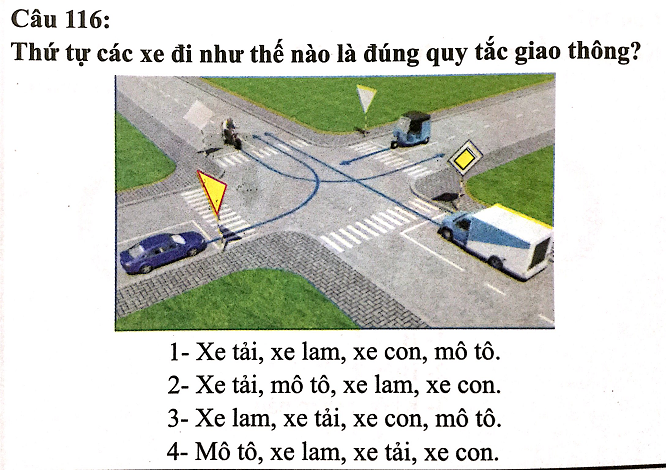 Câu 116:
Thứ tự các xe đi như thế nào là đúng quy tắc giao thông?
1- Xe tải, xe lam, xe con, mô tô.
2- Xe tải, mô tô, xe lam, xe con.
3- Xe lam, xe tải, xe con, mô tô.
4- Mô tô, xe lam, xe tải, xe con.